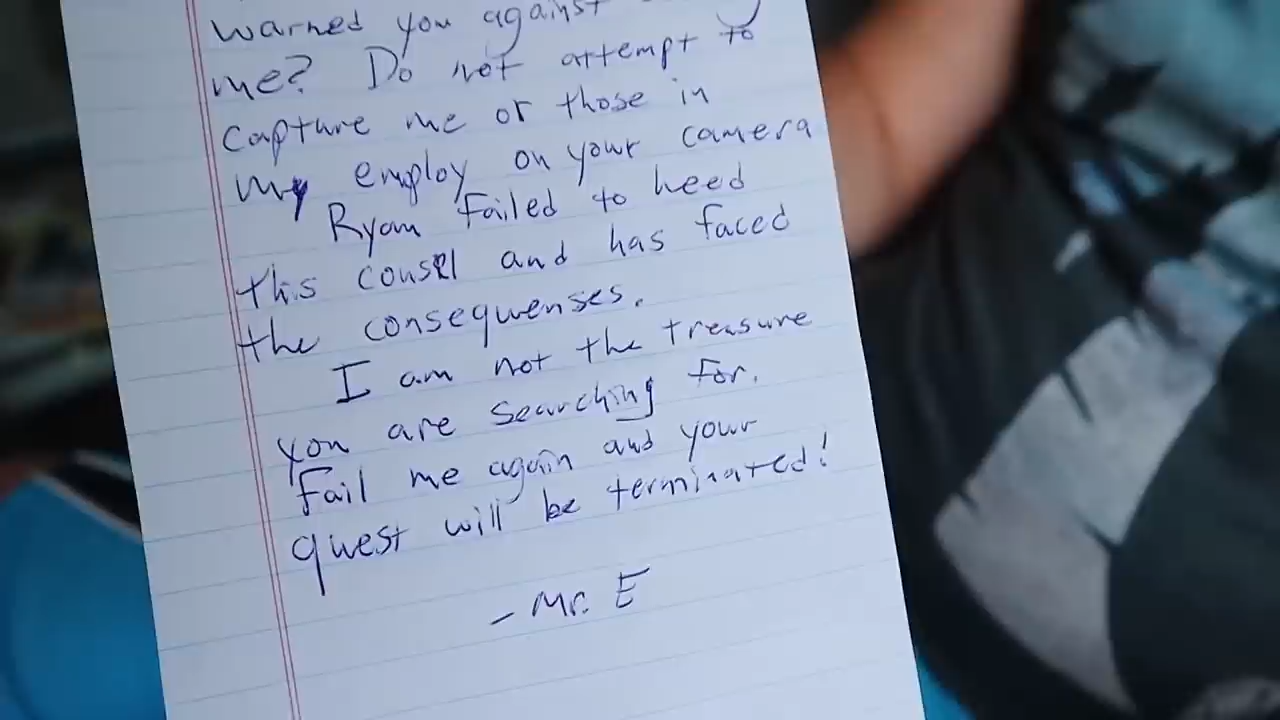 warned you against
me? Do not attempt to
capture me or those in
my employ on your camera
Ryan failed to heed
this consel and has faced
the consequenses.
I am not the treasure
you are searching for.
Fail me again and your
quest will be terminated!
- Mr. E